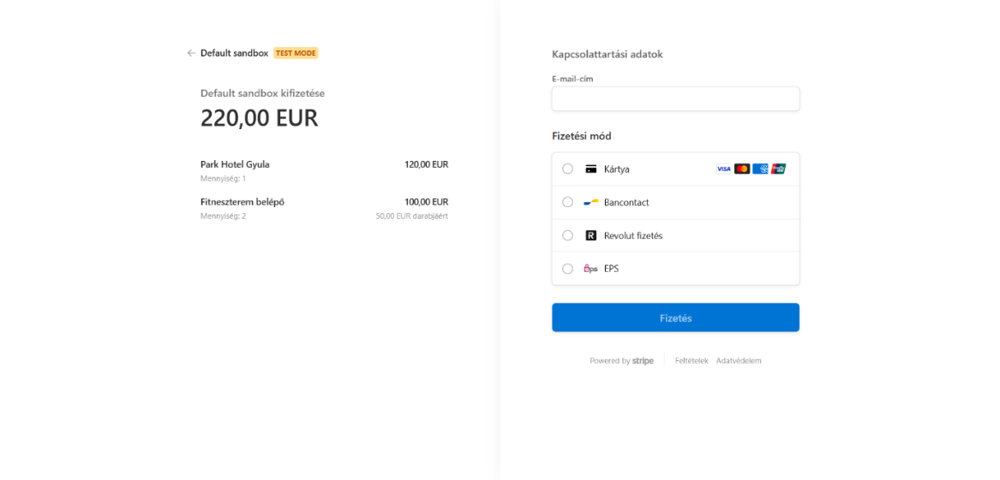 Default sandbox TEST MODE
Default sandbox kifizetése
220,00 EUR
Park Hotel Gyula 120,00 EUR
Mennyiség: 1
Fitneszterem belépő 100,00 EUR
Mennyiség: 2 50,00 EUR darabjáért
Kapcsolattartási adatok
E-mail-cím
Fizetési mód
Kártya VISA
Bancontact
R Revolut fizetés
eps EPS
Fizetés
Powered by stripe Feltételek Adatvédelem